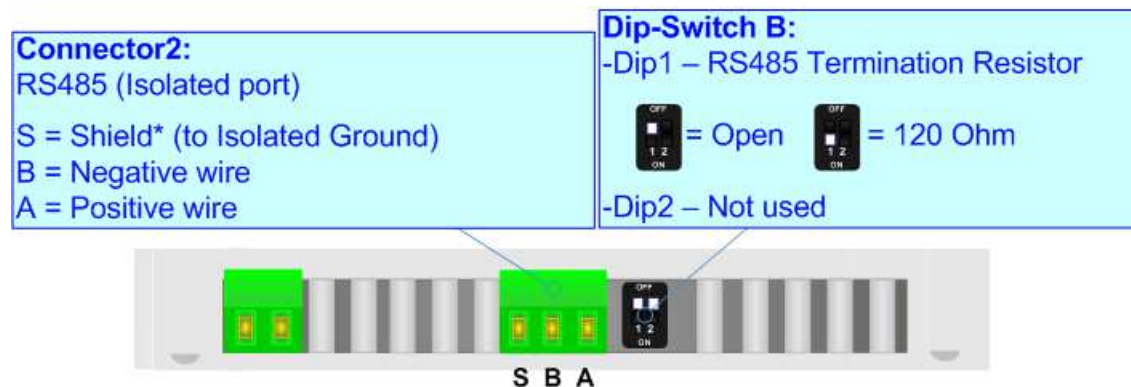 Connector2:
RS485 (Isolated port)
S = Shield* (to Isolated Ground)
B = Negative wire
A = Positive wire
Dip-Switch B:
-Dip1 – RS485 Termination Resistor
OFF
1 2
ON
= Open
OFF
1 2
ON
= 120 Ohm
-Dip2 – Not used
OFF
1 2
ON
S B A